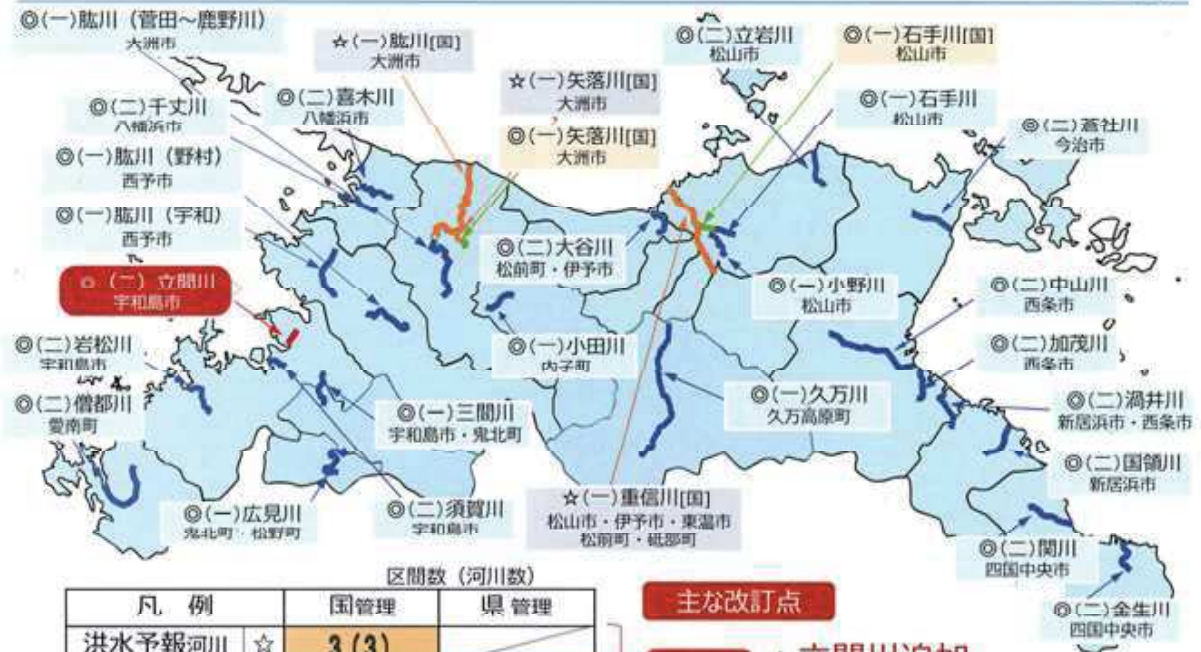 ◎(一)肱川（菅田～鹿野川）
大洲市
☆(一)肱川[国]
大洲市
◎(二)立岩川
松山市
◎(一)石手川[国]
松山市
◎(二)千丈川
八幡浜市
◎(二)喜木川
八幡浜市
☆(一)矢落川[国]
大洲市
◎(一)石手川
松山市
◎(一)矢落川[国]
大洲市
◎(二)蒼社川
今治市
◎(一)肱川（野村）
西予市
◎(一)肱川（宇和）
西予市
◎(二)大谷川
松前町・伊予市
◎（二）立間川
宇和島市
◎(一)小野川
松山市
◎(二)中山川
西条市
◎(二)岩松川
宇和島市
◎(一)小田川
内子町
◎(二)加茂川
西条市
◎(二)僧都川
愛南町
◎(一)三間川
宇和島市・鬼北町
◎(一)久万川
久万高原町
◎(二)渦井川
新居浜市・西条市
◎(二)国領川
新居浜市
◎(一)広見川
鬼北町・松野町
◎(二)須賀川
宇和島市
☆(一)重信川[国]
松山市・伊予市・東温市
松前町・砥部町
◎(二)関川
四国中央市
◎(二)金生川
四国中央市
区間数（河川数）
凡 例 国管理 県管理
洪水予報河川 ☆ 3(3)
主な改訂点
立間川追加